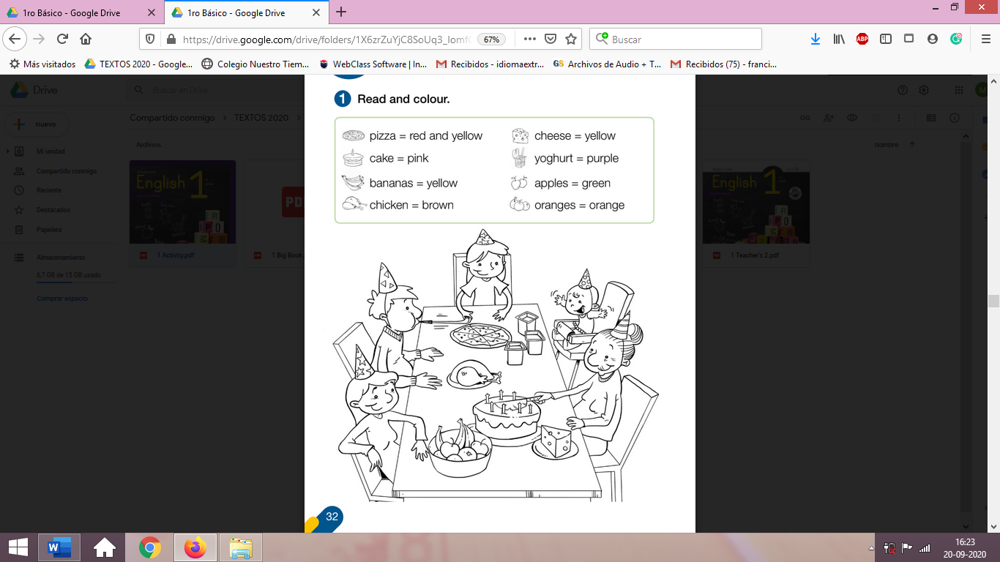 1ro Básico - Google Drive
1ro Básico - Google Drive
https://drive.google.com/drive/folders/1X6zrZuYjC8SoUq3_Iomf
67%
Buscar
Más visitados
TEXTOS 2020 - Google...
Colegio Nuestro Tiem...
WebClass Software | In...
Recibidos - idiomaextr...
Archivos de Audio + T...
Recibidos (75) - franci...
Drive
Buscar en Drive
Nuevo
Mi unidad
Compartido conmigo
Reciente
Destacados
Papelera
Almacenamiento
6,7 GB de 15 GB usado
Comprar espacio
Compartido conmigo > TEXTOS 2020 >
Nombre
Archivos
English 1
1 Activity.pdf
PDF
1 Big Book.
English 1
1 Teacher's 2.pdf
1 Read and colour.
pizza = red and yellow
cake = pink
bananas = yellow
chicken = brown
cheese = yellow
yoghurt = purple
apples = green
oranges = orange
32
16:23
20-09-2020